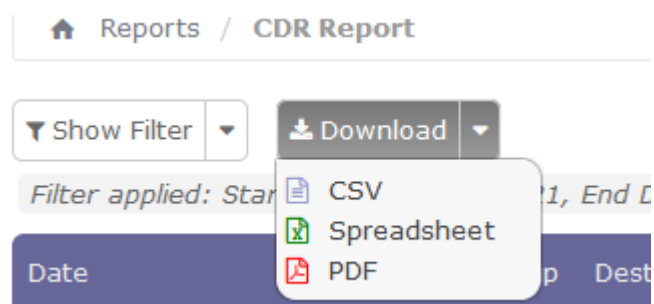 Reports / CDR Report
Show Filter Download
Filter applied: Star 21, End D
CSV
Spreadsheet
PDF
Date p Dest